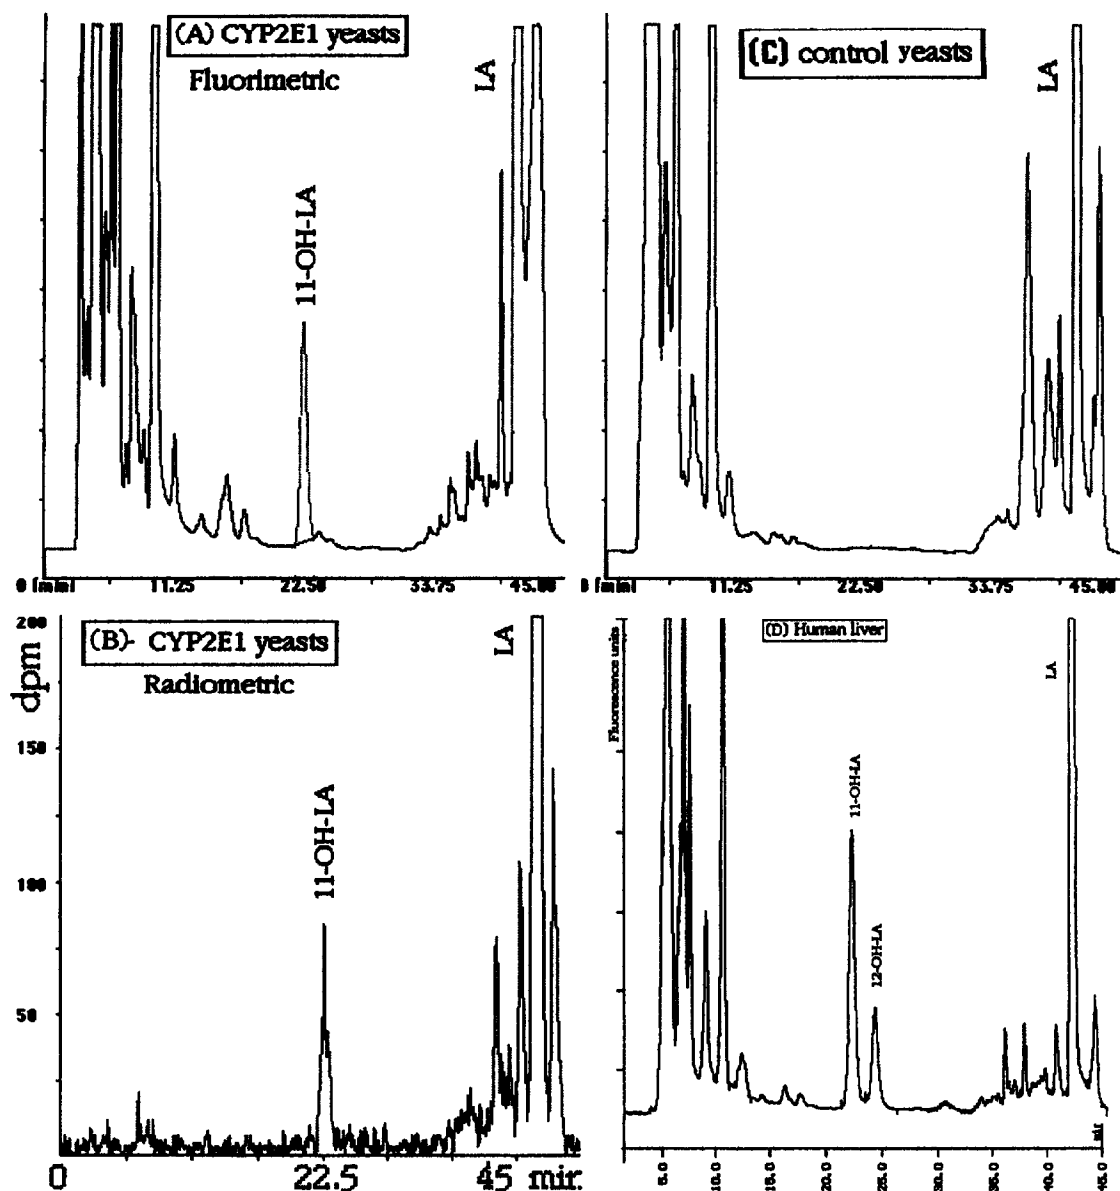 (A) CYP2E1 yeasts
Fluorimetric
LA
11-OH-LA
0 (min) 11.25 22.50 33.75 45.00
(C) control yeasts
LA
0 (min) 11.25 22.50 33.75 45.00
(B)- CYP2E1 yeasts
Radiometric
LA
dpm
200
150
100
50
11-OH-LA
0 22.5 45 min.
(D) Human liver
Fluorescence units
LA
11-OH-LA
12-OH-LA
5.0 10.0 15.0 20.0 25.0 30.0 35.0 40.0 45.0